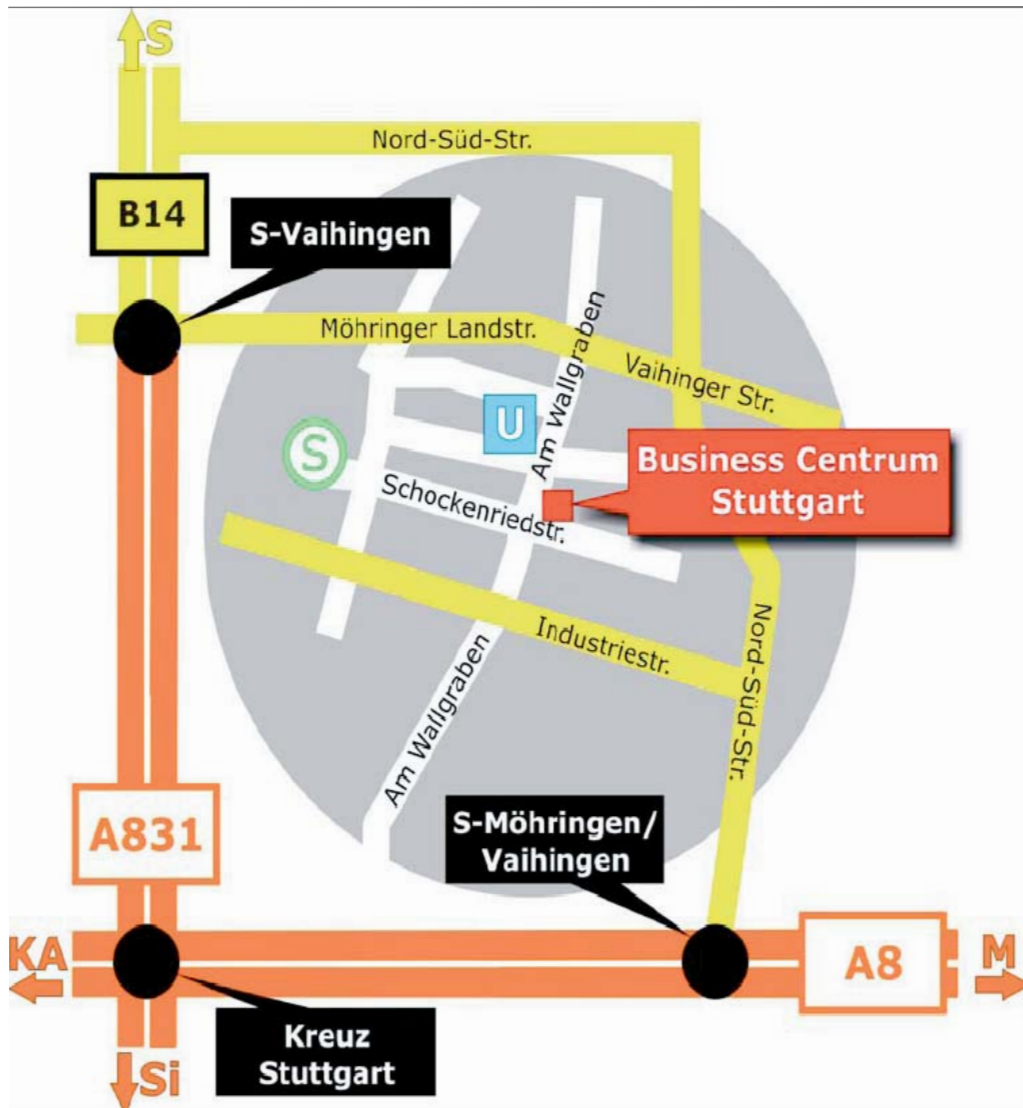 S
Nord-Süd-Str.
B14
S-Vaihingen
Möhringer Landstr.
Am Wallgraben
Vaihinger Str.
U
S
Business Centrum
Stuttgart
Schockenriedstr.
Industriestr.
Nord-Süd-Str.
Am Wallgraben
A831
S-Möhringen/
Vaihingen
KA
A8
M
Kreuz
Stuttgart
Si